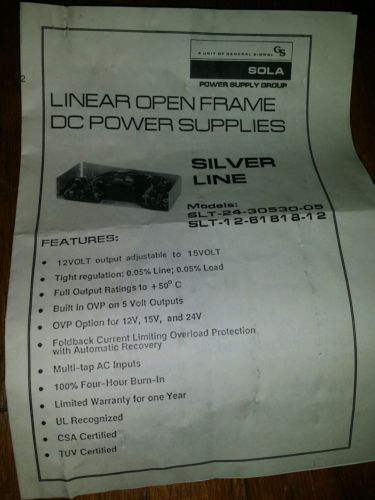 A UNIT OF GENERAL SIGNAL GS
SOLA
POWER SUPPLY GROUP
2
LINEAR OPEN FRAME
DC POWER SUPPLIES
SILVER
LINE
Models:
SLT-24-30530-05
SLT-12-61818-12
FEATURES:
• 12VOLT output adjustable to 15VOLT
• Tight regulation: 0.05% Line; 0.05% Load
• Full Output Ratings to +50° C
• Built in OVP on 5 Volt Outputs
• OVP Option for 12V, 15V, and 24V
• Foldback Current Limiting Overload Protection
with Automatic Recovery
• Multi-tap AC Inputs
• 100% Four-Hour Burn-In
• Limited Warranty for one Year
• UL Recognized
• CSA Certified
• TUV Certified